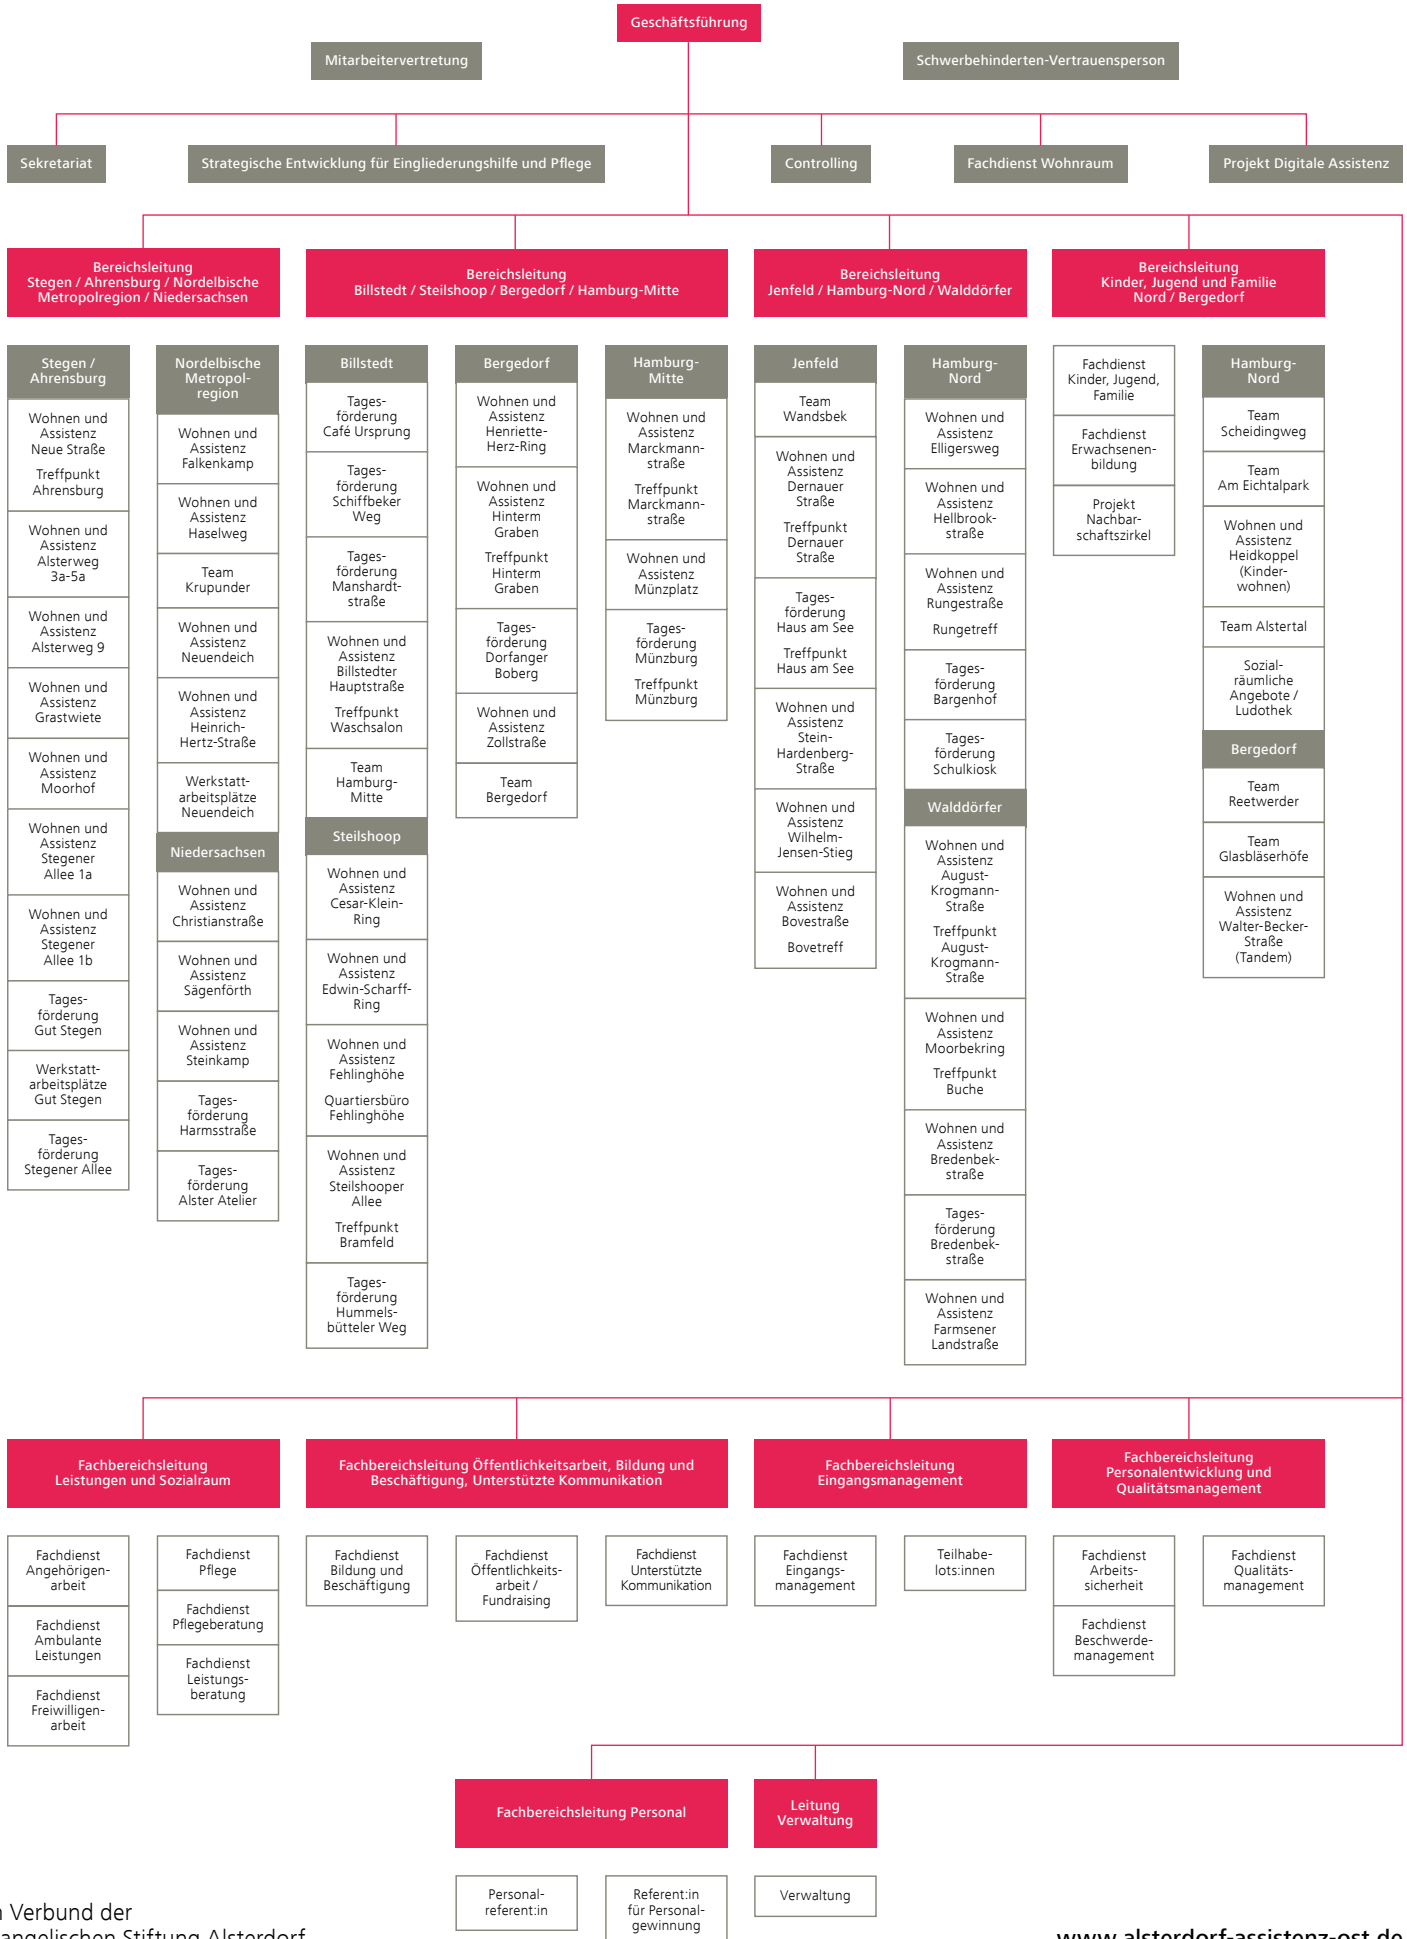 Geschäftsführung
Mitarbeitervertretung
Schwerbehinderten-Vertrauensperson
Sekretariat
Strategische Entwicklung für Eingliederungshilfe und Pflege
Controlling
Fachdienst Wohnraum
Projekt Digitale Assistenz
Bereichsleitung
Stegen / Ahrensburg / Nordelbische
Metropolregion / Niedersachsen
Bereichsleitung
Billstedt / Steilshoop / Bergedorf / Hamburg-Mitte
Bereichsleitung
Jenfeld / Hamburg-Nord / Walddörfer
Bereichsleitung
Kinder, Jugend und Familie
Nord / Bergedorf
Stegen /
Ahrensburg
Wohnen und
Assistenz
Neue Straße
Treffpunkt
Ahrensburg
Wohnen und
Assistenz
Alsterweg
3a-5a
Wohnen und
Assistenz
Alsterweg 9
Wohnen und
Assistenz
Grastwiete
Wohnen und
Assistenz
Moorhof
Wohnen und
Assistenz
Stegener
Allee 1a
Wohnen und
Assistenz
Stegener
Allee 1b
Tages-
förderung
Gut Stegen
Werkstatt-
arbeitsplätze
Gut Stegen
Tages-
förderung
Stegener Allee
Nordelbische
Metropol-
region
Wohnen und
Assistenz
Falkenkamp
Wohnen und
Assistenz
Haselweg
Team
Krupunder
Wohnen und
Assistenz
Neuendeich
Wohnen und
Assistenz
Heinrich-
Hertz-Straße
Werkstatt-
arbeitsplätze
Neuendeich
Niedersachsen
Wohnen und
Assistenz
Christianstraße
Wohnen und
Assistenz
Sägenförth
Wohnen und
Assistenz
Steinkamp
Tages-
förderung
Harmsstraße
Tages-
förderung
Alster Atelier
Billstedt
Tages-
förderung
Café Ursprung
Tages-
förderung
Schiffbeker
Weg
Tages-
förderung
Manshardt-
straße
Wohnen und
Assistenz
Billstedter
Hauptstraße
Treffpunkt
Waschsalon
Team
Hamburg-
Mitte
Steilshoop
Wohnen und
Assistenz
Cesar-Klein-
Ring
Wohnen und
Assistenz
Edwin-Scharff-
Ring
Wohnen und
Assistenz
Fehlinghöhe
Quartiersbüro
Fehlinghöhe
Wohnen und
Assistenz
Steilshooper
Allee
Treffpunkt
Bramfeld
Tages-
förderung
Hummels-
bütteler Weg
Bergedorf
Wohnen und
Assistenz
Henriette-
Herz-Ring
Wohnen und
Assistenz
Hinterm
Graben
Treffpunkt
Hinterm
Graben
Tages-
förderung
Dorfanger
Boberg
Wohnen und
Assistenz
Zollstraße
Team
Bergedorf
Hamburg-
Mitte
Wohnen und
Assistenz
Marckmann-
straße
Treffpunkt
Marckmann-
straße
Wohnen und
Assistenz
Münzplatz
Tages-
förderung
Münzburg
Treffpunkt
Münzburg
Jenfeld
Team
Wandsbek
Wohnen und
Assistenz
Dernauer
Straße
Treffpunkt
Dernauer
Straße
Tages-
förderung
Haus am See
Treffpunkt
Haus am See
Wohnen und
Assistenz
Stein-
Hardenberg-
Straße
Wohnen und
Assistenz
Wilhelm-
Jensen-Stieg
Wohnen und
Assistenz
Bovestraße
Bovetreff
Hamburg-
Nord
Wohnen und
Assistenz
Elligersweg
Wohnen und
Assistenz
Hellbrook-
straße
Wohnen und
Assistenz
Rungestraße
Rungetreff
Tages-
förderung
Bargenhof
Tages-
förderung
Schulkiosk
Walddörfer
Wohnen und
Assistenz
August-
Krogmann-
Straße
Treffpunkt
August-
Krogmann-
Straße
Wohnen und
Assistenz
Moorbekring
Treffpunkt
Buche
Wohnen und
Assistenz
Bredenbek-
straße
Tages-
förderung
Bredenbek-
straße
Wohnen und
Assistenz
Farmsener
Landstraße
Fachdienst
Kinder, Jugend,
Familie
Fachdienst
Erwachsenen-
bildung
Projekt
Nachbar-
schaftszirkel
Hamburg-
Nord
Team
Scheidingweg
Team
Am Eichtalpark
Wohnen und
Assistenz
Heidkoppel
(Kinder-
wohnen)
Team Alstertal
Sozial-
räumliche
Angebote /
Ludothek
Bergedorf
Team
Reetwerder
Team
Glasbläserhöfe
Wohnen und
Assistenz
Walter-Becker-
Straße
(Tandem)
Fachbereichsleitung
Leistungen und Sozialraum
Fachbereichsleitung Öffentlichkeitsarbeit, Bildung und
Beschäftigung, Unterstützte Kommunikation
Fachbereichsleitung
Eingangsmanagement
Fachbereichsleitung
Personalentwicklung und
Qualitätsmanagement
Fachdienst
Angehörigen-
arbeit
Fachdienst
Ambulante
Leistungen
Fachdienst
Freiwilligen-
arbeit
Fachdienst
Pflege
Fachdienst
Pflegeberatung
Fachdienst
Leistungs-
beratung
Fachdienst
Bildung und
Beschäftigung
Fachdienst
Öffentlichkeits-
arbeit /
Fundraising
Fachdienst
Unterstützte
Kommunikation
Fachdienst
Eingangs-
management
Teilhabe-
lots:innen
Fachdienst
Arbeits-
sicherheit
Fachdienst
Beschwerde-
management
Fachdienst
Qualitäts-
management
Fachbereichsleitung Personal
Leitung
Verwaltung
Personal-
referent:in
Referent:in
für Personal-
gewinnung
Verwaltung
Verbund der
angelischen Stiftung Alsterdorf
www.alsterdorf-assistenz-ost.de